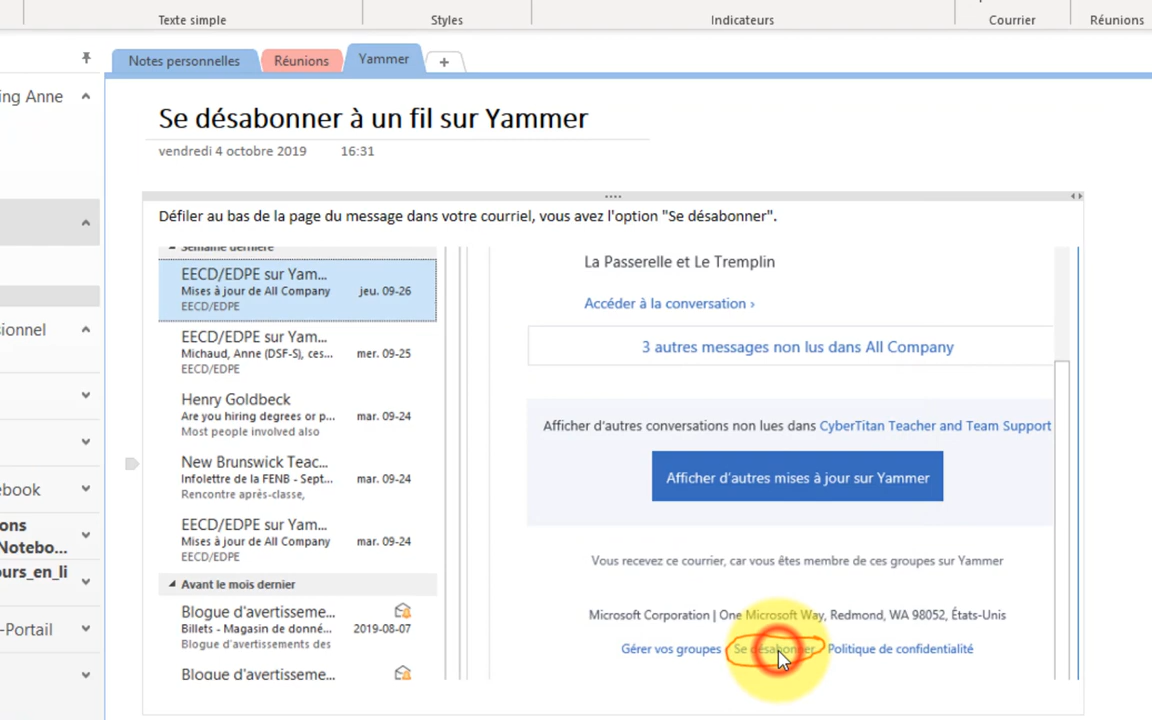 Texte simple
Styles
Indicateurs
Courrier
Réunions
Notes personnelles
Réunions
Yammer
+
ing Anne
ionnel
ebook
ons
Notebo...
ours_en_li
-Portail
Se désabonner à un fil sur Yammer
vendredi 4 octobre 2019 16:31
Défiler au bas de la page du message dans votre courriel, vous avez l'option "Se désabonner".
Semaine dernière
EECD/EDPE sur Yam...
Mises à jour de All Company jeu. 09-26
EECD/EDPE
EECD/EDPE sur Yam...
Michaud, Anne (DSF-S), ces... mer. 09-25
EECD/EDPE
Henry Goldbeck
Are you hiring degrees or p... mar. 09-24
Most people involved also
New Brunswick Teac...
Infolettre de la FENB - Sept... mar. 09-24
Rencontre après-classe,
EECD/EDPE sur Yam...
Mises à jour de All Company mar. 09-24
EECD/EDPE
Avant le mois dernier
Blogue d'avertisseme...
Billets - Magasin de donné... 2019-08-07
Blogue d'avertissements des
Blogue d'avertisseme...
La Passerelle et Le Tremplin
Accéder à la conversation ›
3 autres messages non lus dans All Company
Afficher d'autres conversations non lues dans CyberTitan Teacher and Team Support
Afficher d'autres mises à jour sur Yammer
Vous recevez ce courrier, car vous êtes membre de ces groupes sur Yammer
Microsoft Corporation | One Microsoft Way, Redmond, WA 98052, États-Unis
Gérer vos groupes Se désabonner Politique de confidentialité